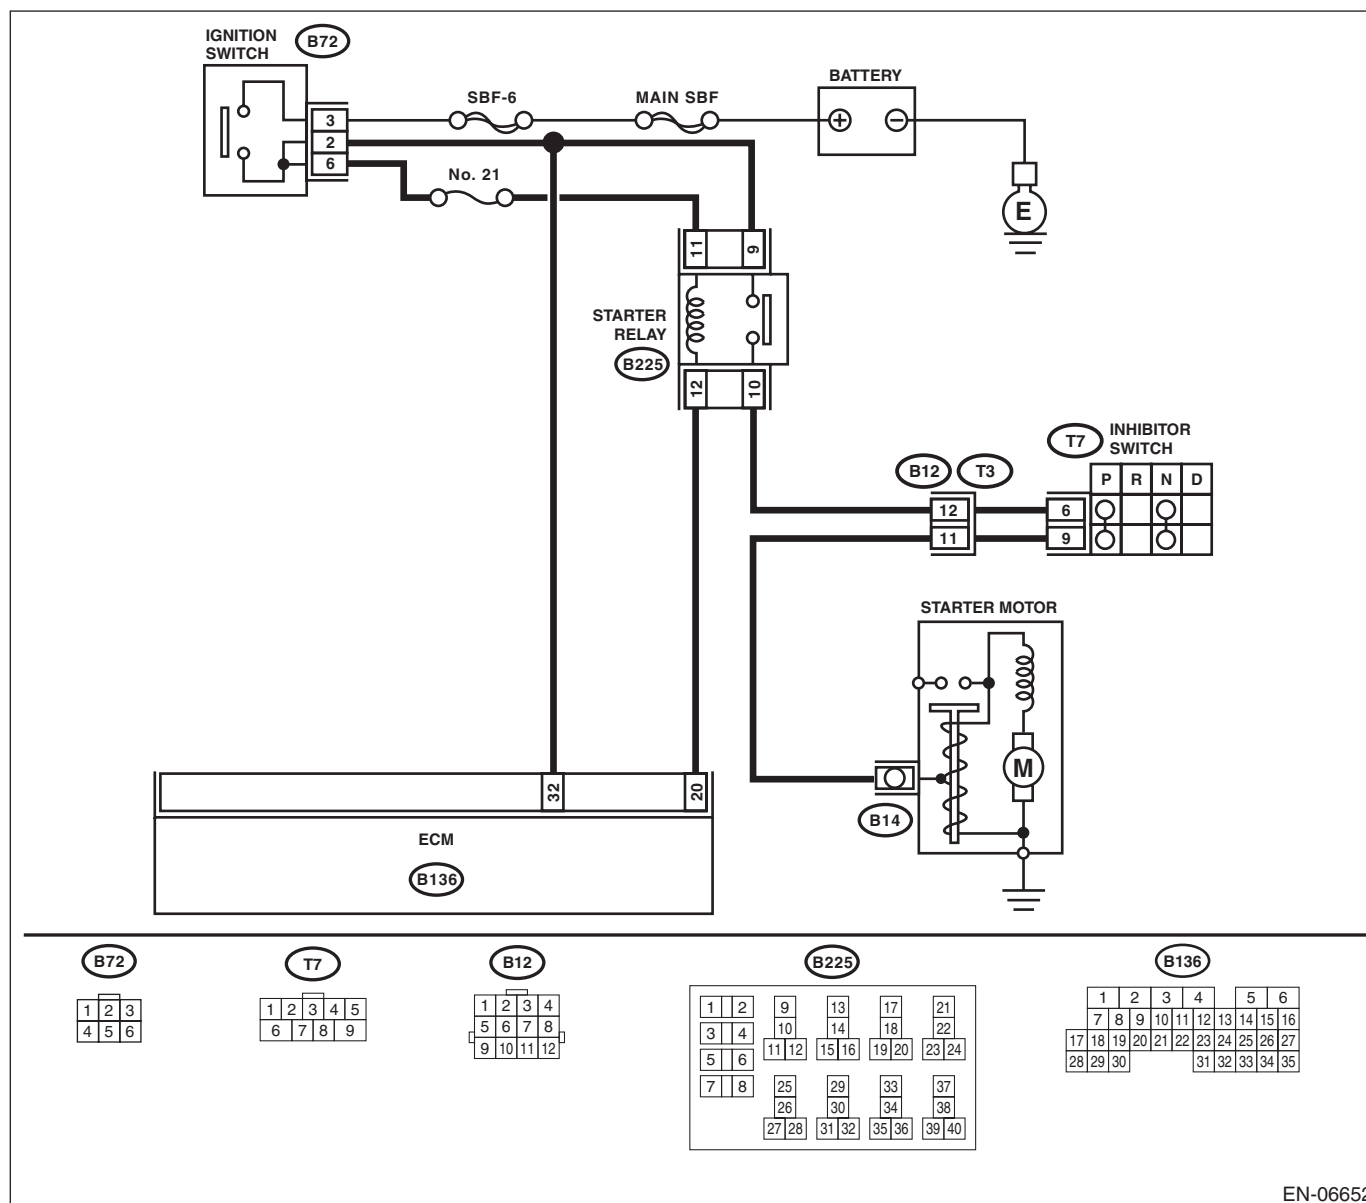 IGNITION
SWITCH
B72
3
2
6
SBF-6
MAIN SBF
BATTERY
+
−
No. 21
E
11
9
STARTER
RELAY
B225
12
10
T7
INHIBITOR
SWITCH
B12
T3
P R N D
12
6
11
9
STARTER MOTOR
M
B14
32
20
ECM
B136
B72
T7
B12
B225
B136
1 2 3
4 5 6
1 2 3 4 5
6 7 8 9
1 2 3 4
5 6 7 8
9 10 11 12
1 2
3 4
5 6
7 8
9
10
11 12
13
14
15 16
17
18
19 20
21
22
23 24
25
26
27 28
29
30
31 32
33
34
35 36
37
38
39 40
1 2 3 4 5 6
7 8 9 10 11 12 13 14 15 16
17 18 19 20 21 22 23 24 25 26 27
28 29 30 31 32 33 34 35
EN-06652